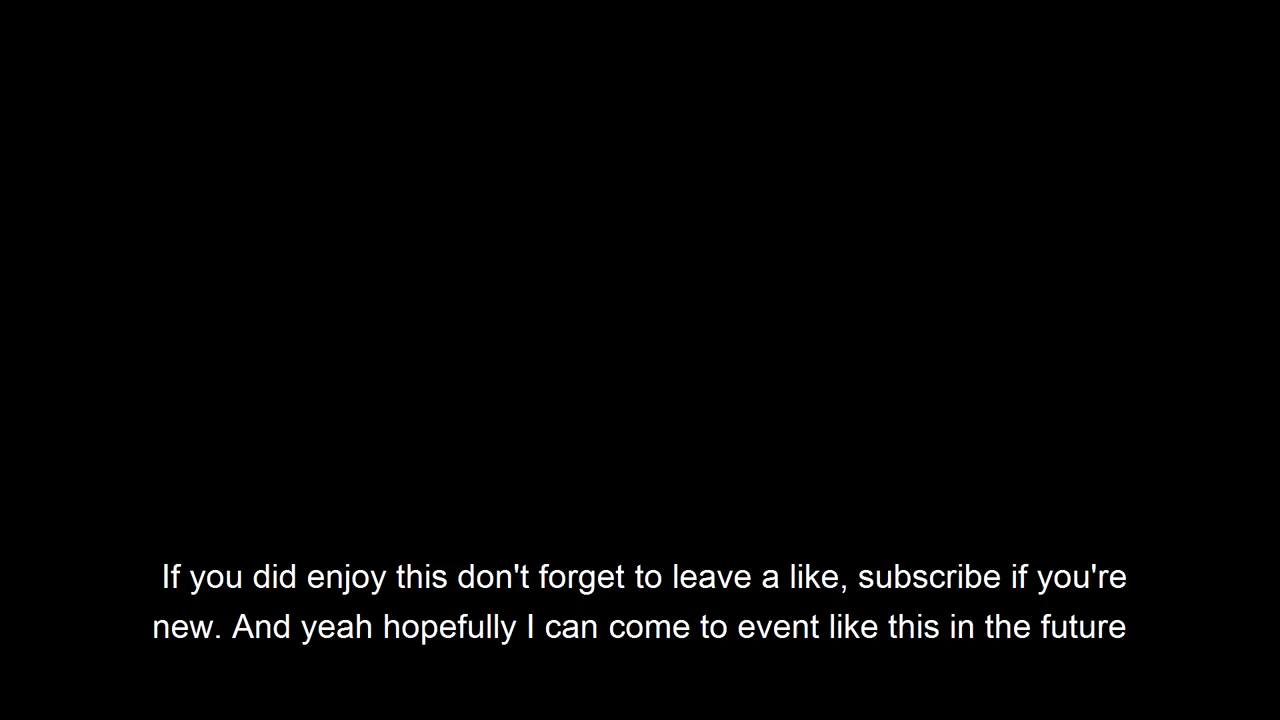 If you did enjoy this don't forget to leave a like, subscribe if you're
new. And yeah hopefully I can come to event like this in the future